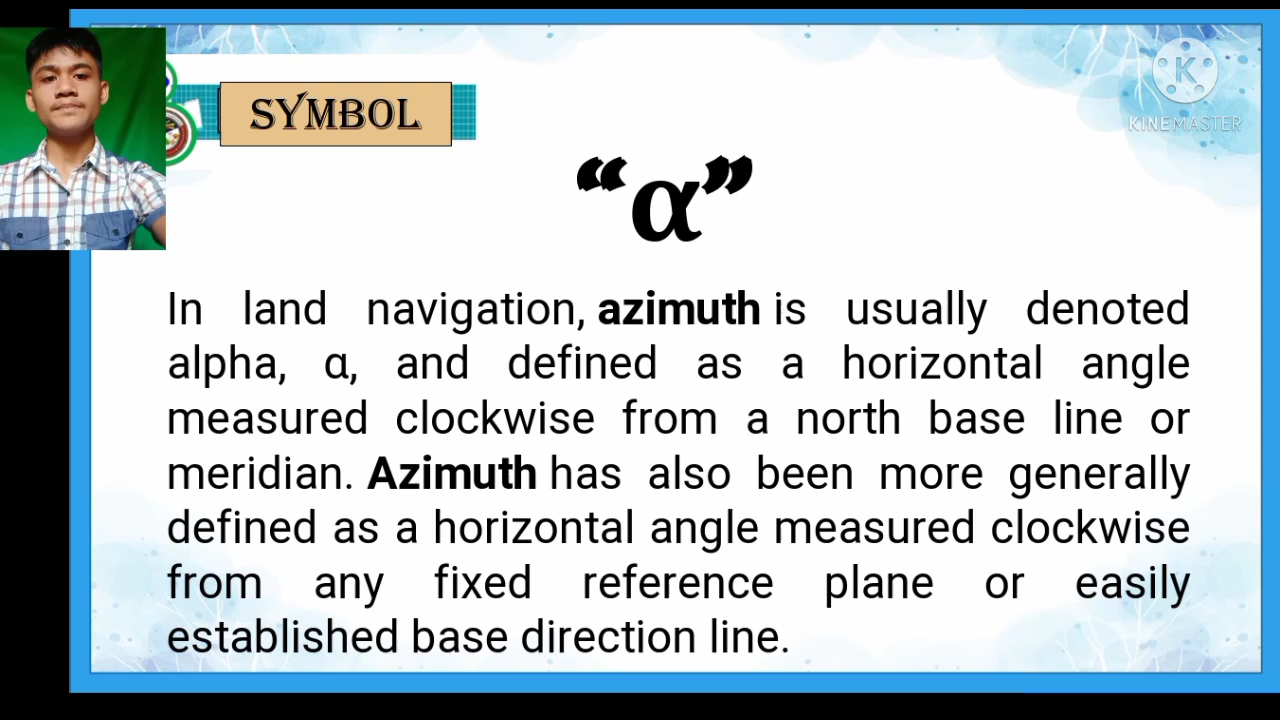 SYMBOL
K
KINEMASTER
“α”
In land navigation, azimuth is usually denoted
alpha, α, and defined as a horizontal angle
measured clockwise from a north base line or
meridian. Azimuth has also been more generally
defined as a horizontal angle measured clockwise
from any fixed reference plane or easily
established base direction line.